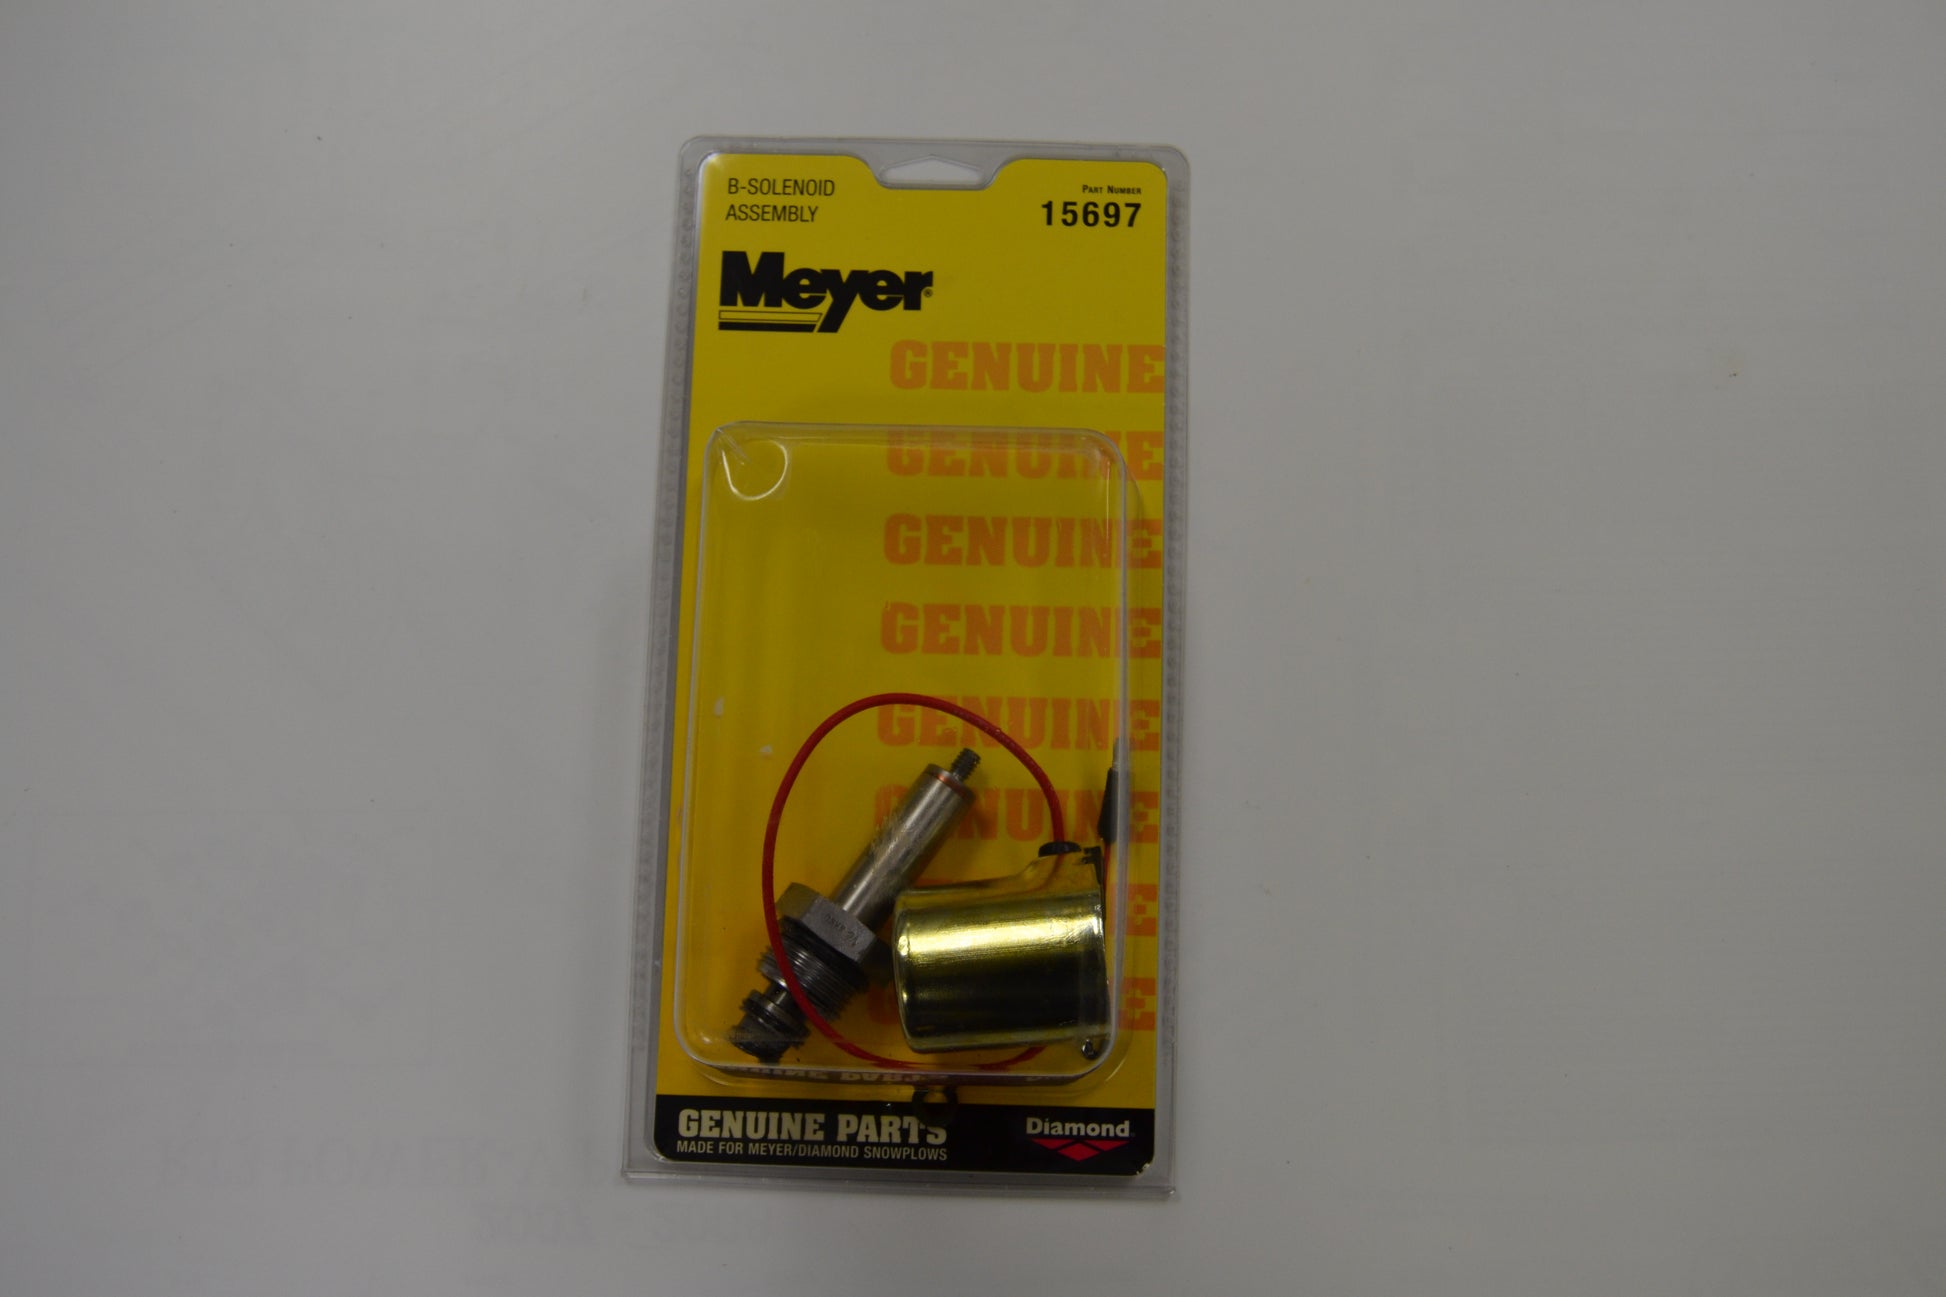 B-SOLENOID
ASSEMBLY
PART NUMBER
15697
Meyer®
GENUINE
GENUINE
GENUINE
GENUINE
GENUINE
GENUINE
GENUINE PARTS
MADE FOR MEYER/DIAMOND SNOWPLOWS
Diamond